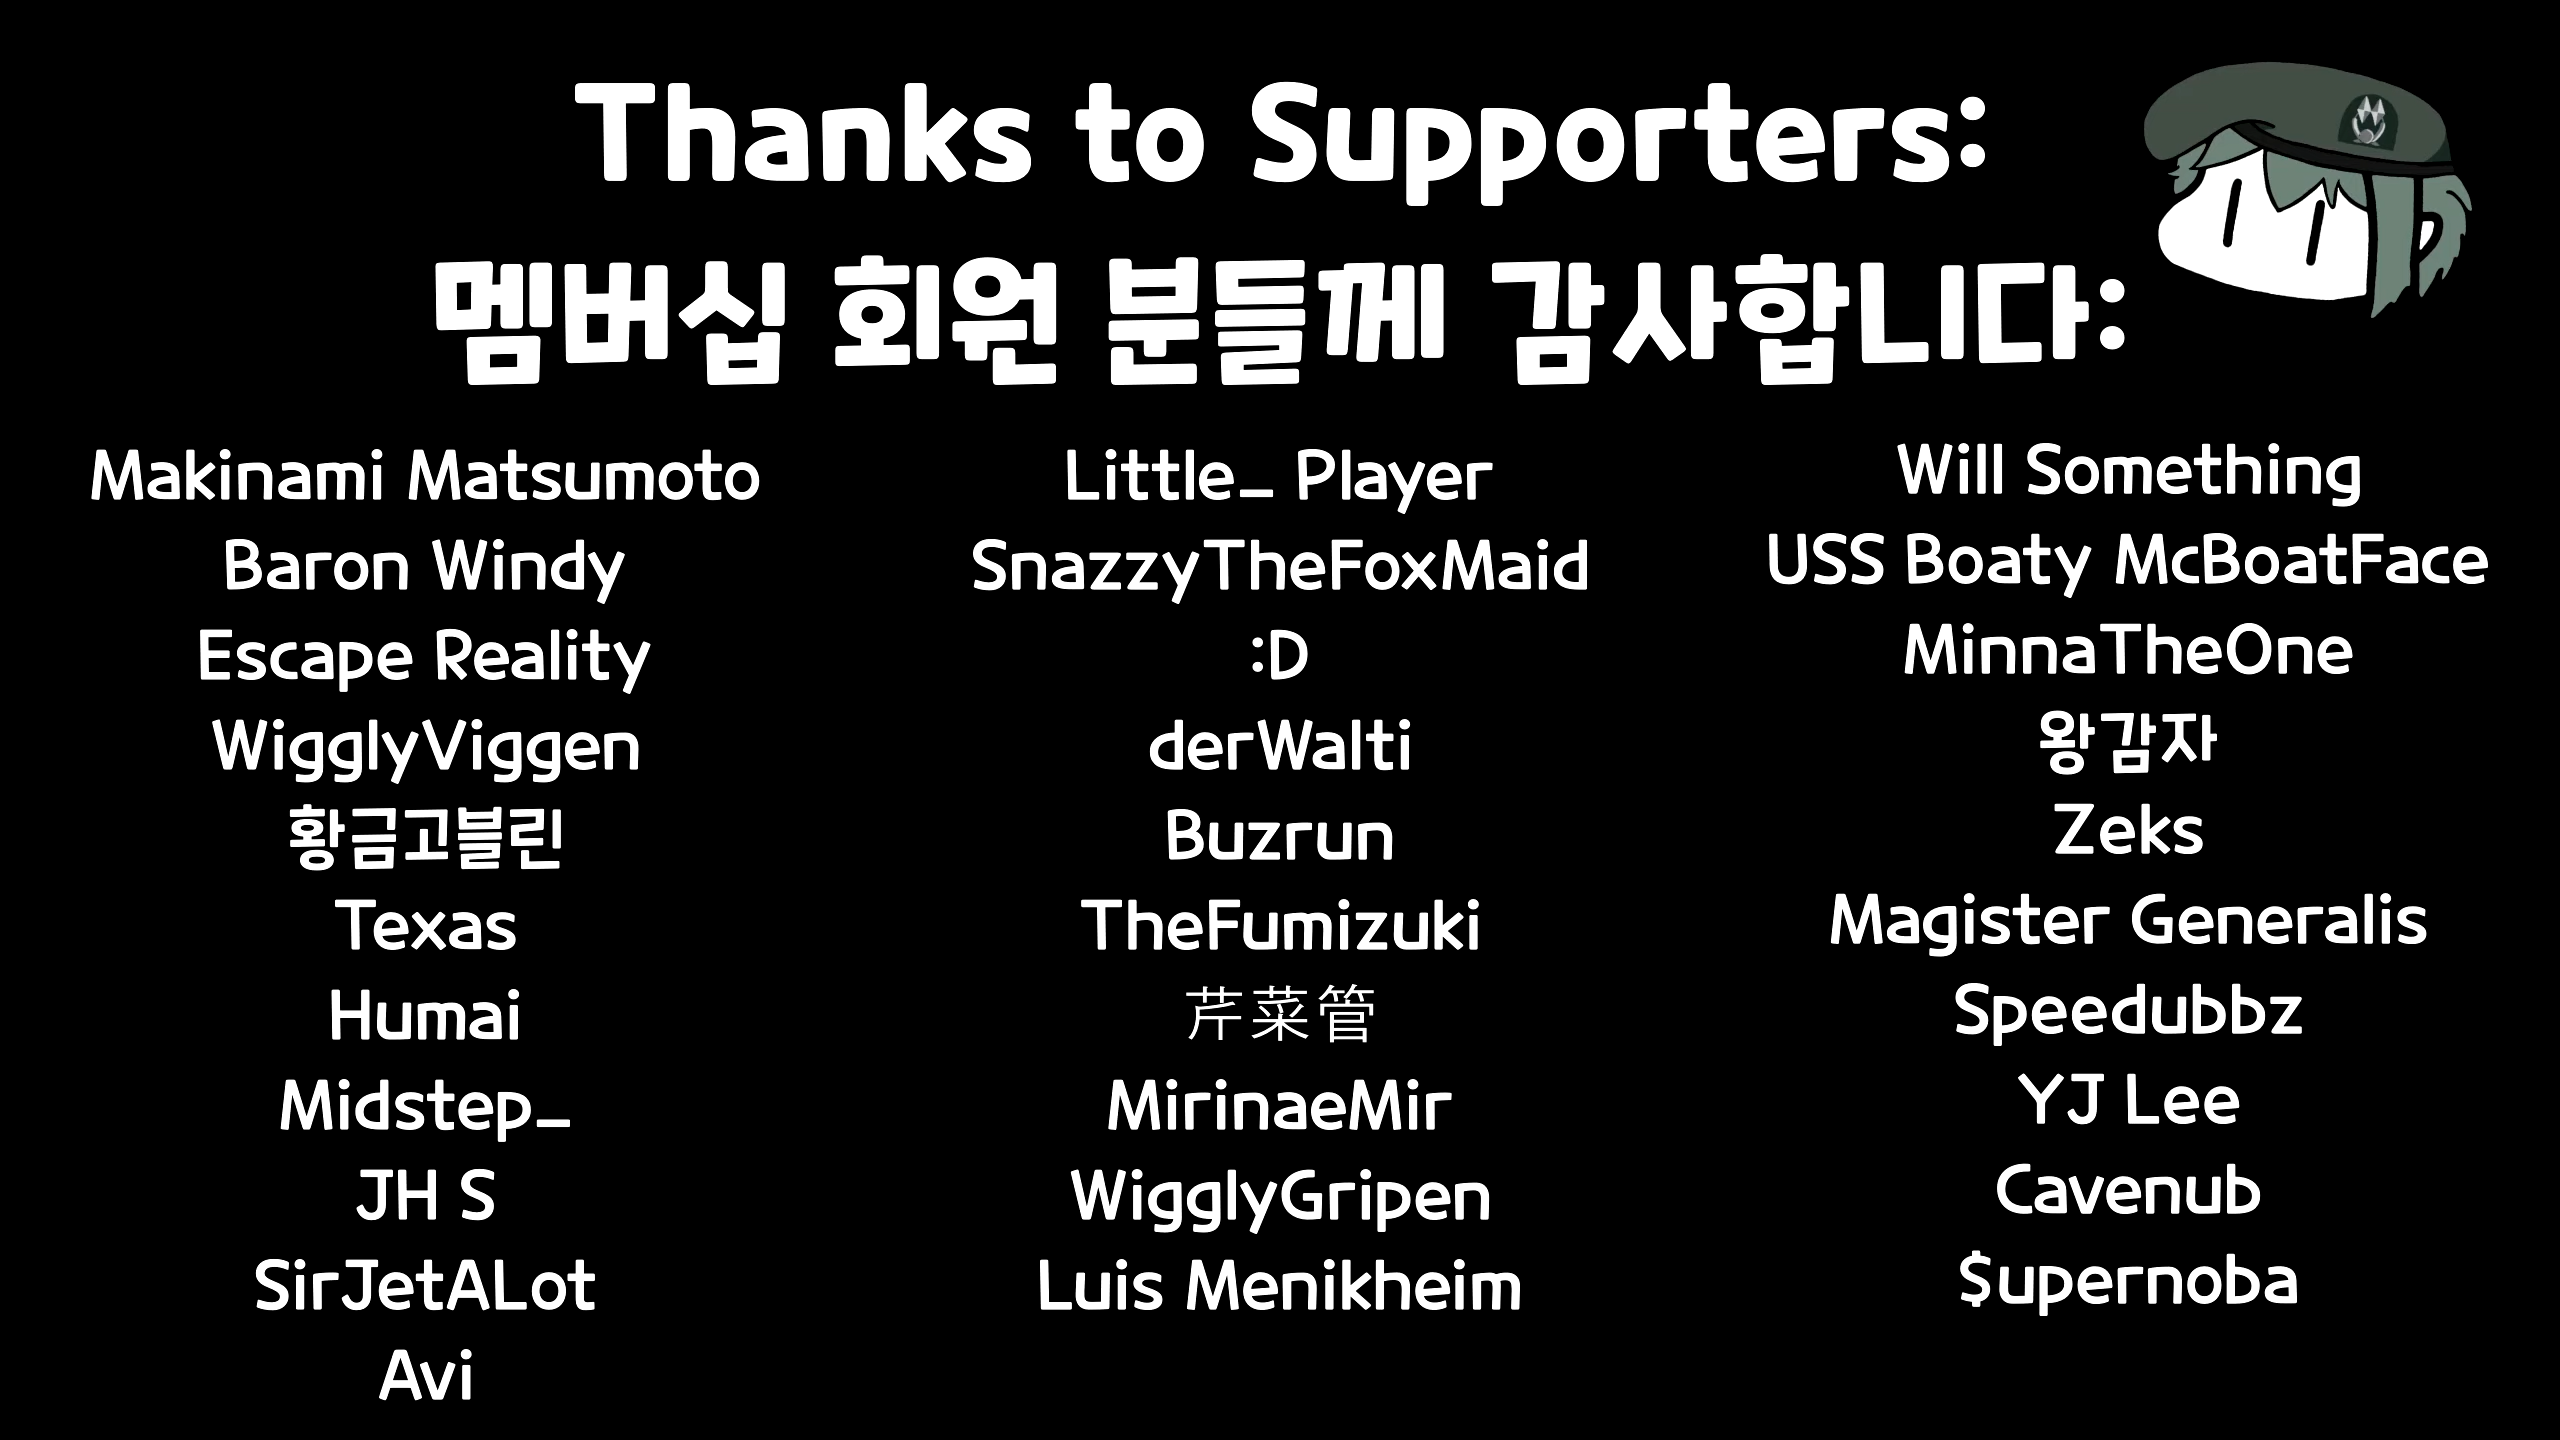 Thanks to Supporters:
멤버십 회원 분들께 감사합니다:
Makinami Matsumoto
Baron Windy
Escape Reality
WigglyViggen
황금고블린
Texas
Humai
Midstep_
JH S
SirJetALot
Avi
Little_ Player
SnazzyTheFoxMaid
:D
derWalti
Buzrun
TheFumizuki
芹菜管
MirinaeMir
WigglyGripen
Luis Menikheim
Will Something
USS Boaty McBoatFace
MinnaTheOne
왕감자
Zeks
Magister Generalis
Speedubbz
YJ Lee
Cavenub
$upernoba